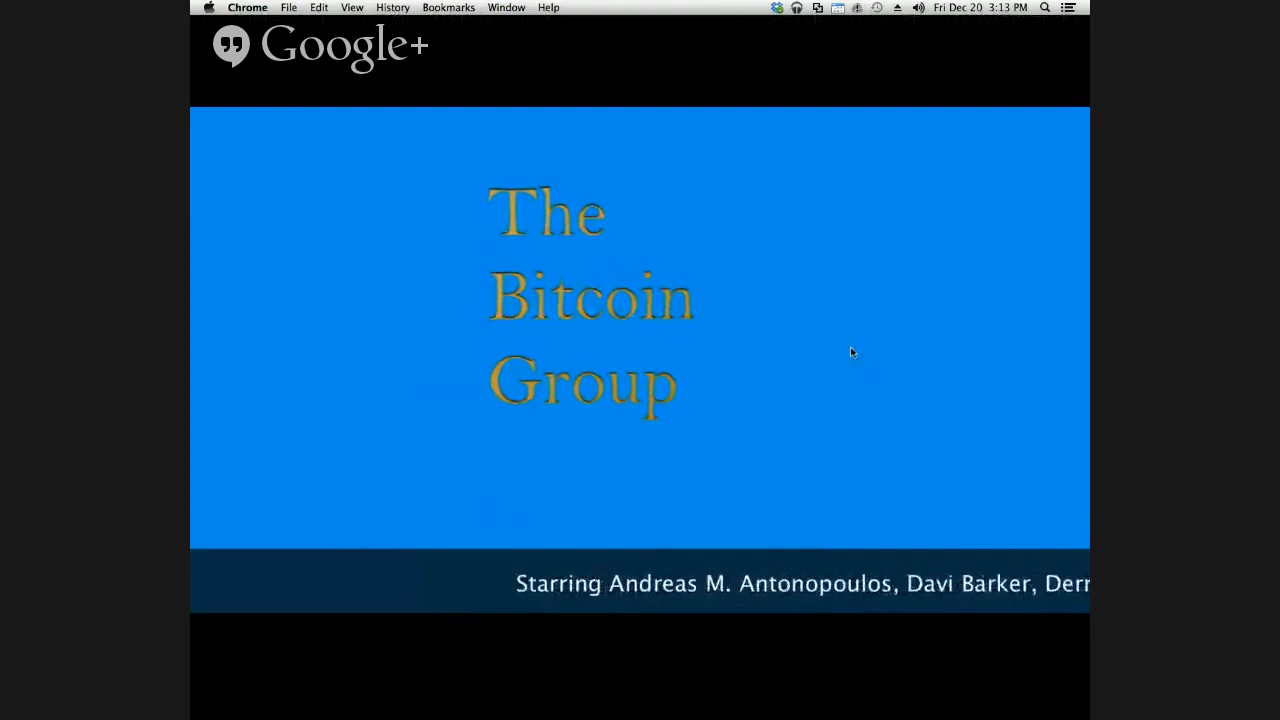 Chrome File Edit View History Bookmarks Window Help Fri Dec 20 3:13 PM
Google+
The
Bitcoin
Group
Starring Andreas M. Antonopoulos, Davi Barker, Derr